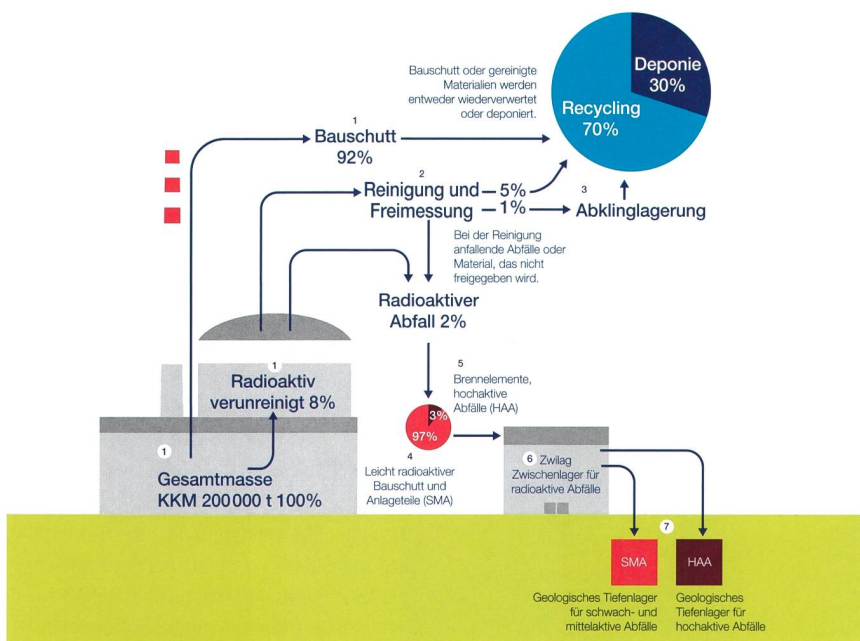 Bauschutt oder gereinigte
Materialien werden
entweder wiederverwertet
oder deponiert.
Deponie
30%
Recycling
70%
1
Bauschutt
92%
2
Reinigung und
Freimessung
5%
1%
3
Abklinglagerung
Bei der Reinigung
anfallende Abfälle oder
Material, das nicht
freigegeben wird.
Radioaktiver
Abfall 2%
1
Radioaktiv
verunreinigt 8%
5
Brennelemente,
hochaktive
Abfälle (HAA)
3%
97%
4
Leicht radioaktiver
Bauschutt und
Anlageteile (SMA)
1
Gesamtmasse
KKM 200 000 t 100%
6 Zwilag
Zwischenlager für
radioaktive Abfälle
7
SMA
HAA
Geologisches Tiefenlager
für schwach- und
mittelaktive Abfälle
Geologisches
Tiefenlager für
hochaktive Abfälle